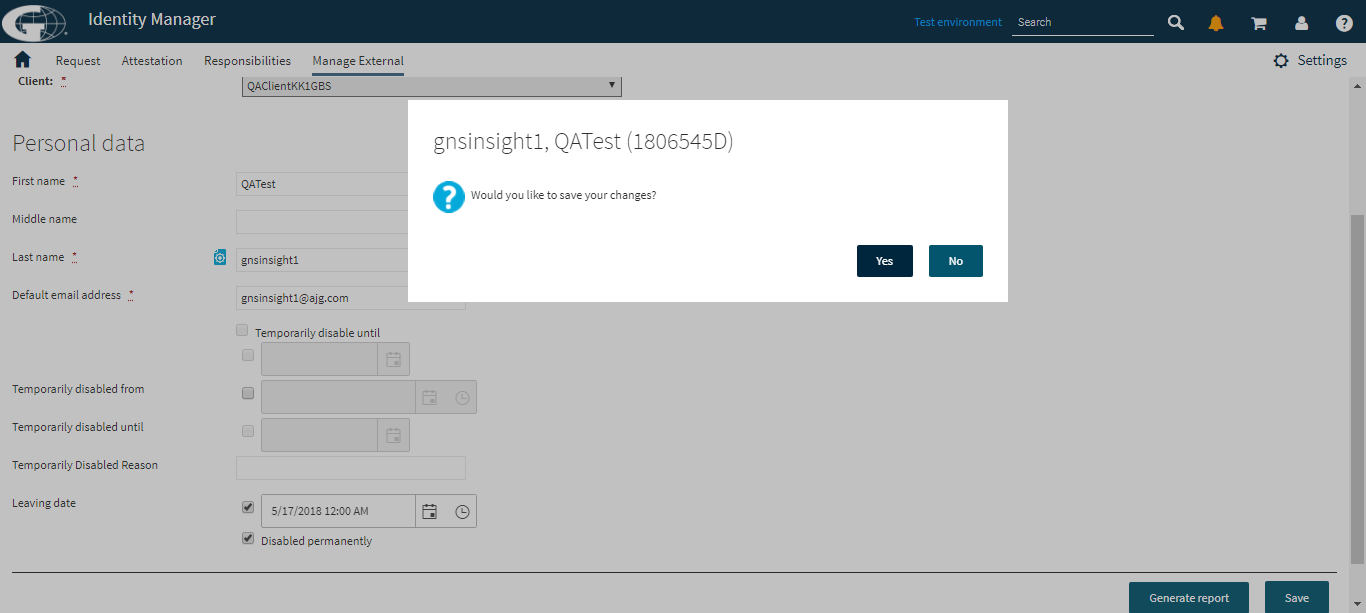 Identity Manager
Test environment
Search
Request
Attestation
Responsibilities
Manage External
Settings
Client: *
QAClientKK1GBS
gnsinsight1, QATest (1806545D)
Would you like to save your changes?
Yes
No
Personal data
First name *
QATest
Middle name
Last name *
gnsinsight1
Default email address *
gnsinsight1@ajg.com
Temporarily disable until
Temporarily disabled from
Temporarily disabled until
Temporarily Disabled Reason
Leaving date
5/17/2018 12:00 AM
Disabled permanently
Generate report
Save